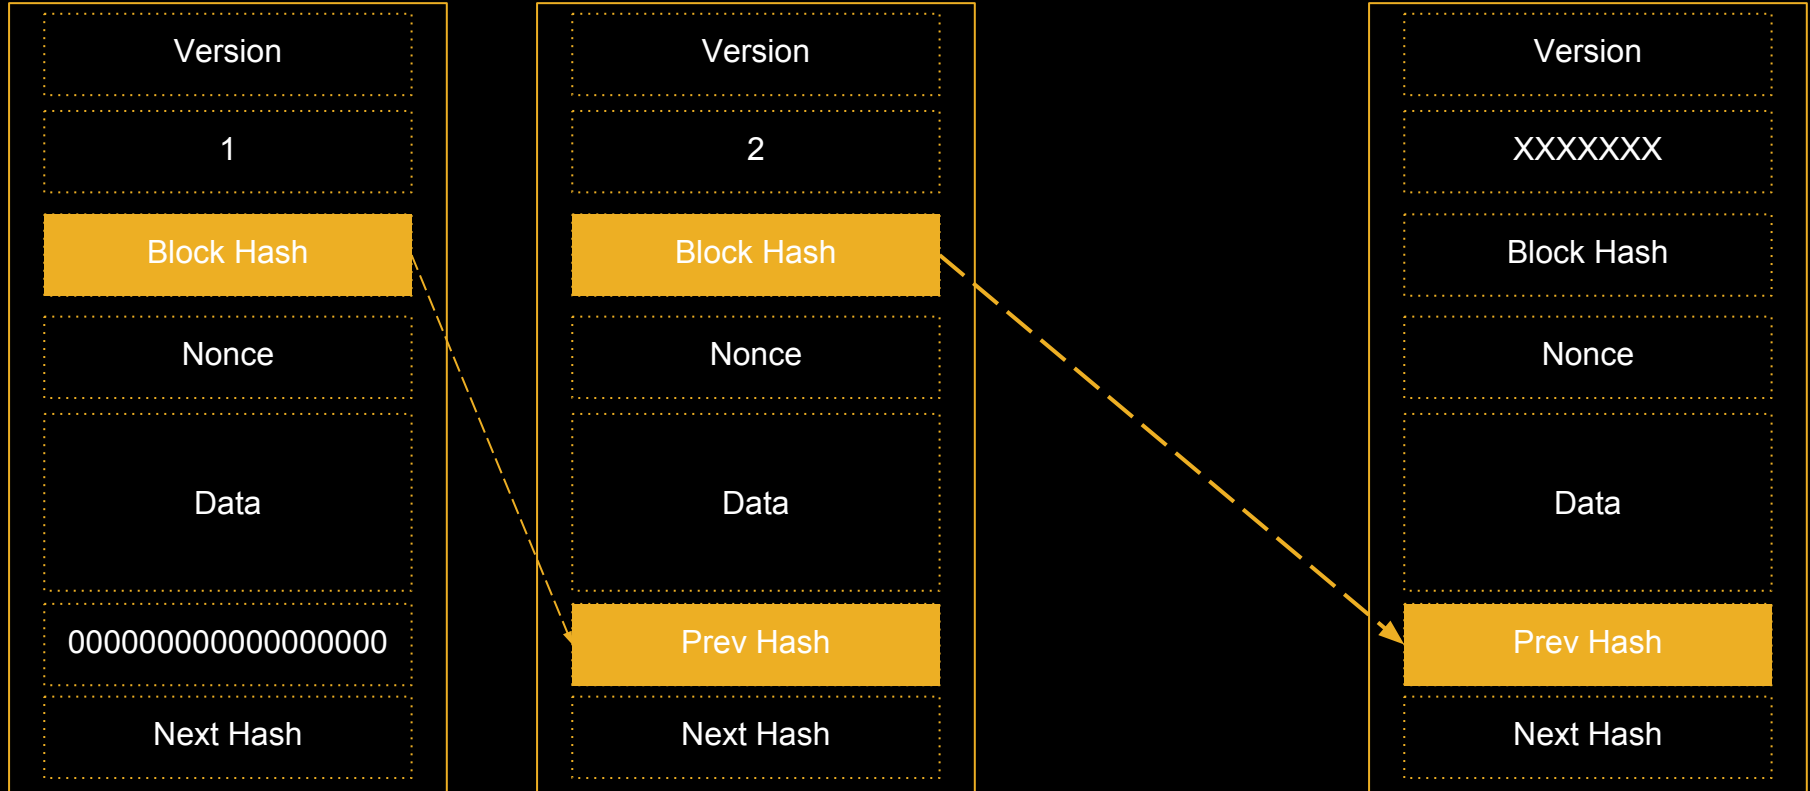 Version
1
Block Hash
Nonce
Data
000000000000000000
Next Hash
Version
2
Block Hash
Nonce
Data
Prev Hash
Next Hash
Version
XXXXXXX
Block Hash
Nonce
Data
Prev Hash
Next Hash